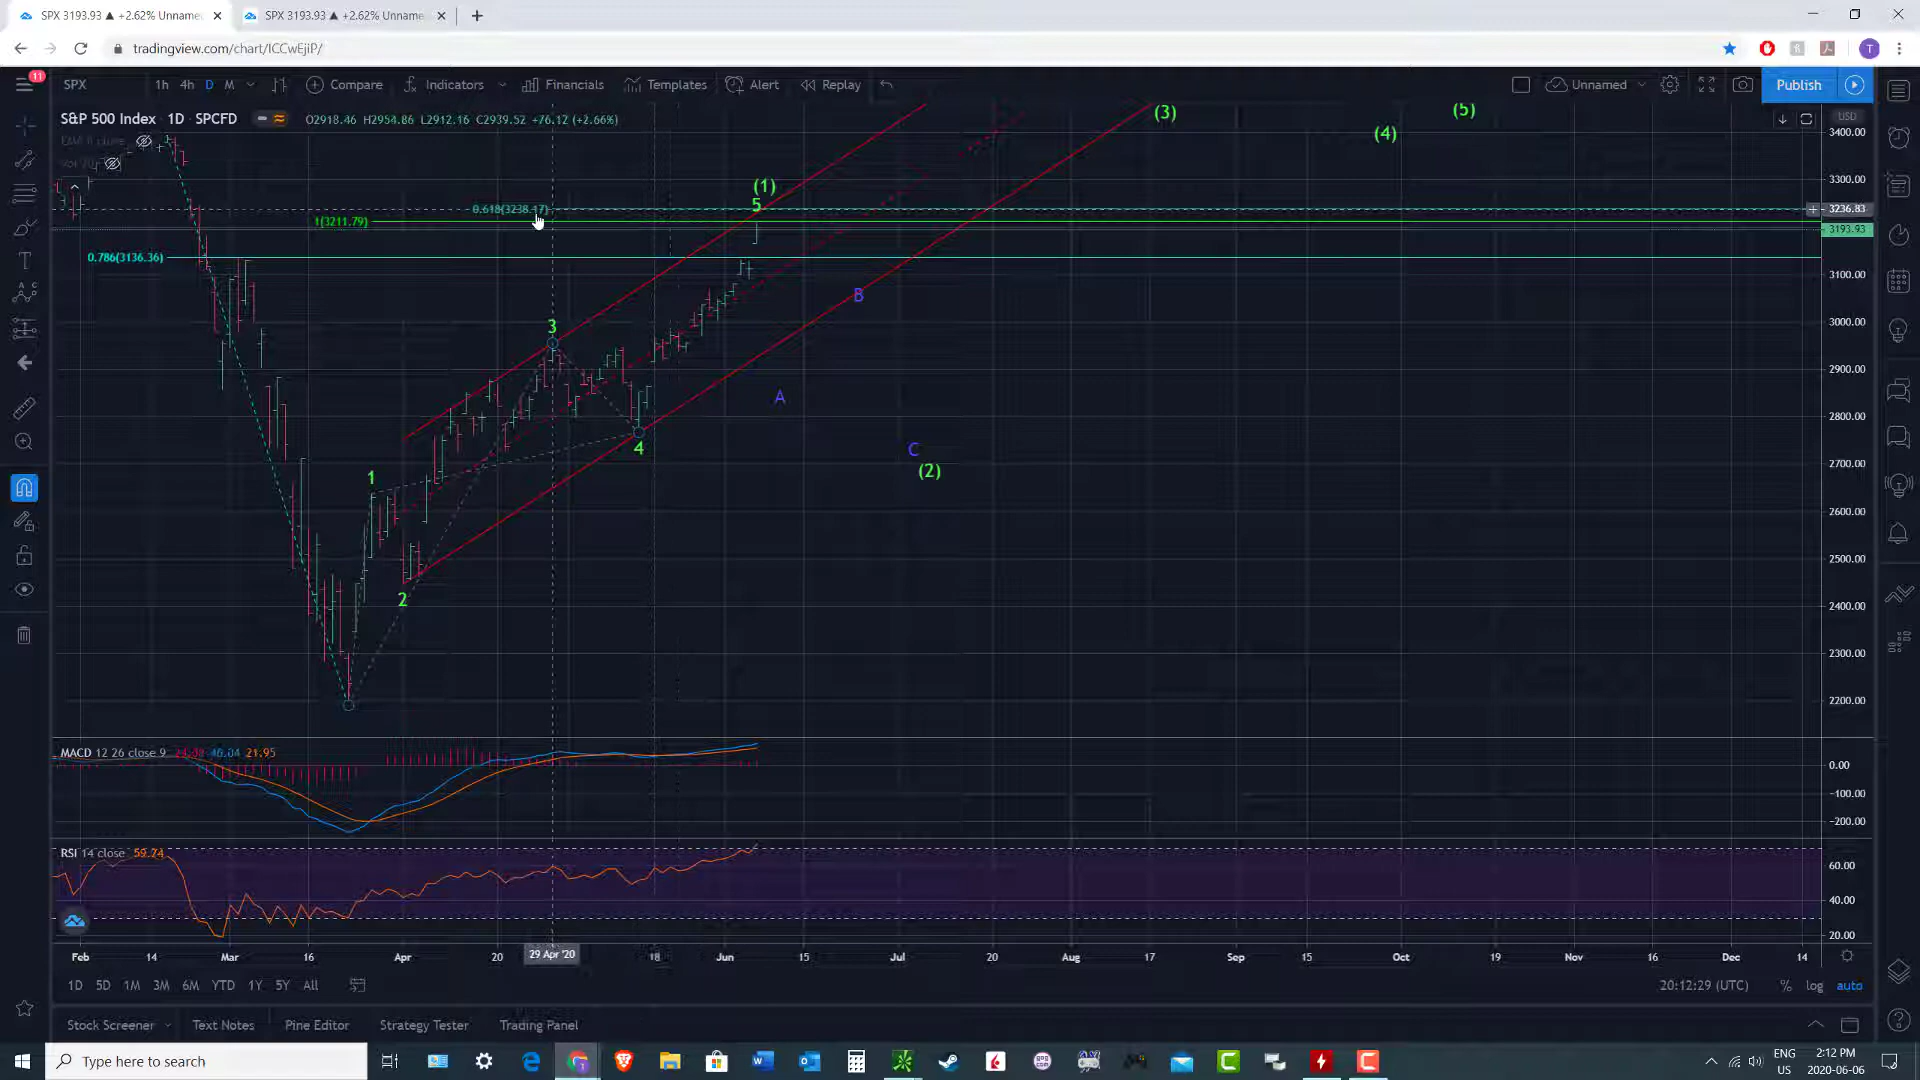 SPX 3193.93 ▲ +2.62% Unname
SPX 3193.93 ▲ +2.62% Unname
tradingview.com/chart/ICCwEjiP/
T
11
SPX 1h 4h D M Compare Indicators Financials Templates Alert Replay Unnamed Publish
S&P 500 Index · 1D · SPCFD O2918.46 H2954.86 L2912.16 C2939.52 +76.12 (+2.66%)
USD
3400.00
3300.00
3236.83
3193.93
3100.00
3000.00
2900.00
2800.00
2700.00
2600.00
2500.00
2400.00
2300.00
2200.00
(3)
(4)
(5)
(1)
5
0.618(3238.17)
1(3211.79)
0.786(3136.36)
B
3
A
4
C
(2)
1
2
MACD 12 26 close 9 40.04 21.95
0.00
-100.00
-200.00
RSI 14 close 59.74
60.00
40.00
20.00
Feb 14 Mar 16 Apr 20 29 Apr '20 18 Jun 15 Jul 20 Aug 17 Sep 15 Oct 19 Nov 16 Dec 14
1D 5D 1M 3M 6M YTD 1Y 5Y All 20:12:29 (UTC) % log auto
Stock Screener Text Notes Pine Editor Strategy Tester Trading Panel
Type here to search
ENG
US
2:12 PM
2020-06-06